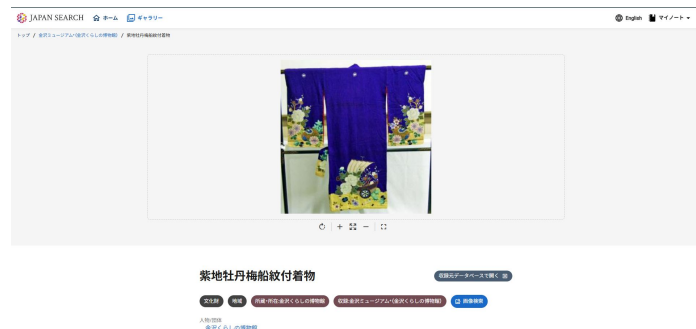 JAPAN SEARCH ホーム ギャラリー English マイノート
トップ / 金沢ミュージアム+(金沢くらしの博物館) / 紫地牡丹梅船紋付着物
紫地牡丹梅船紋付着物
収録元データベースで開く
文化財 地域 所蔵・所在:金沢くらしの博物館 収録:金沢ミュージアム+(金沢くらしの博物館) 画像検索
人物/団体
金沢くらしの博物館